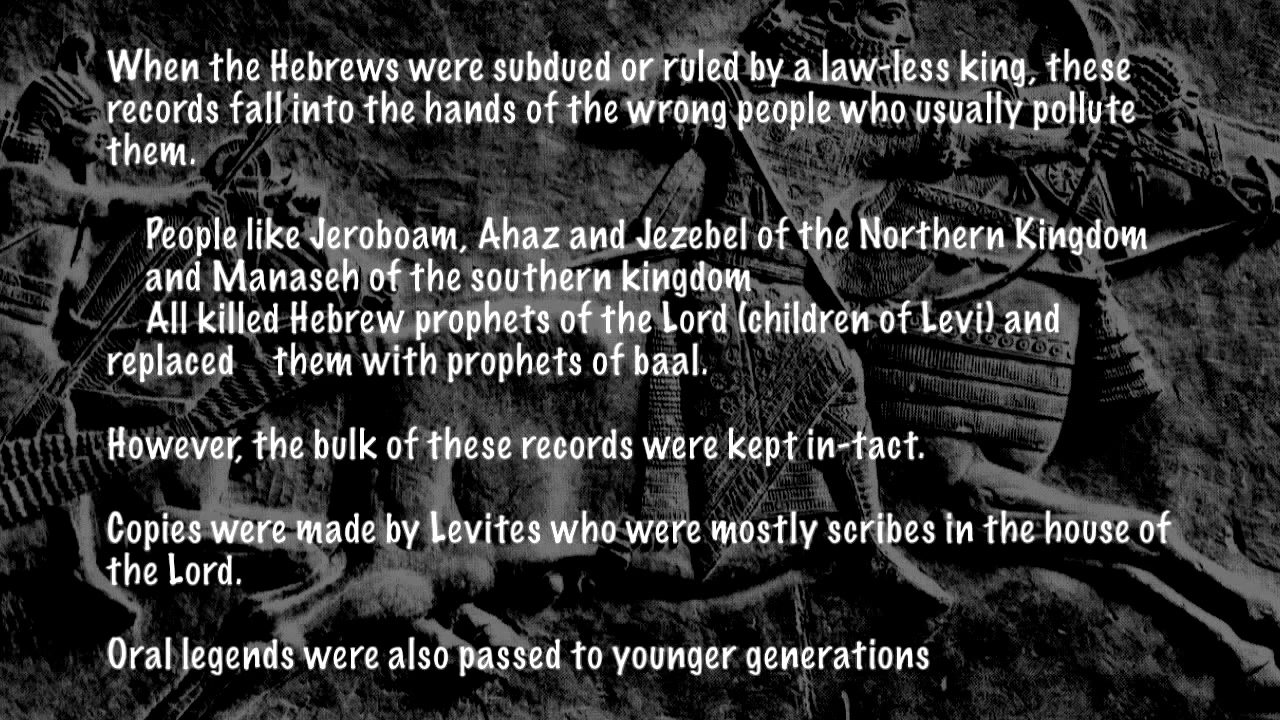 When the Hebrews were subdued or ruled by a law-less king, these
records fall into the hands of the wrong people who usually pollute
them.
People like Jeroboam, Ahaz and Jezebel of the Northern Kingdom
and Manaseh of the southern kingdom
All killed Hebrew prophets of the Lord (children of Levi) and
replaced them with prophets of baal.
However, the bulk of these records were kept in-tact.
Copies were made by Levites who were mostly scribes in the house of
the Lord.
Oral legends were also passed to younger generations